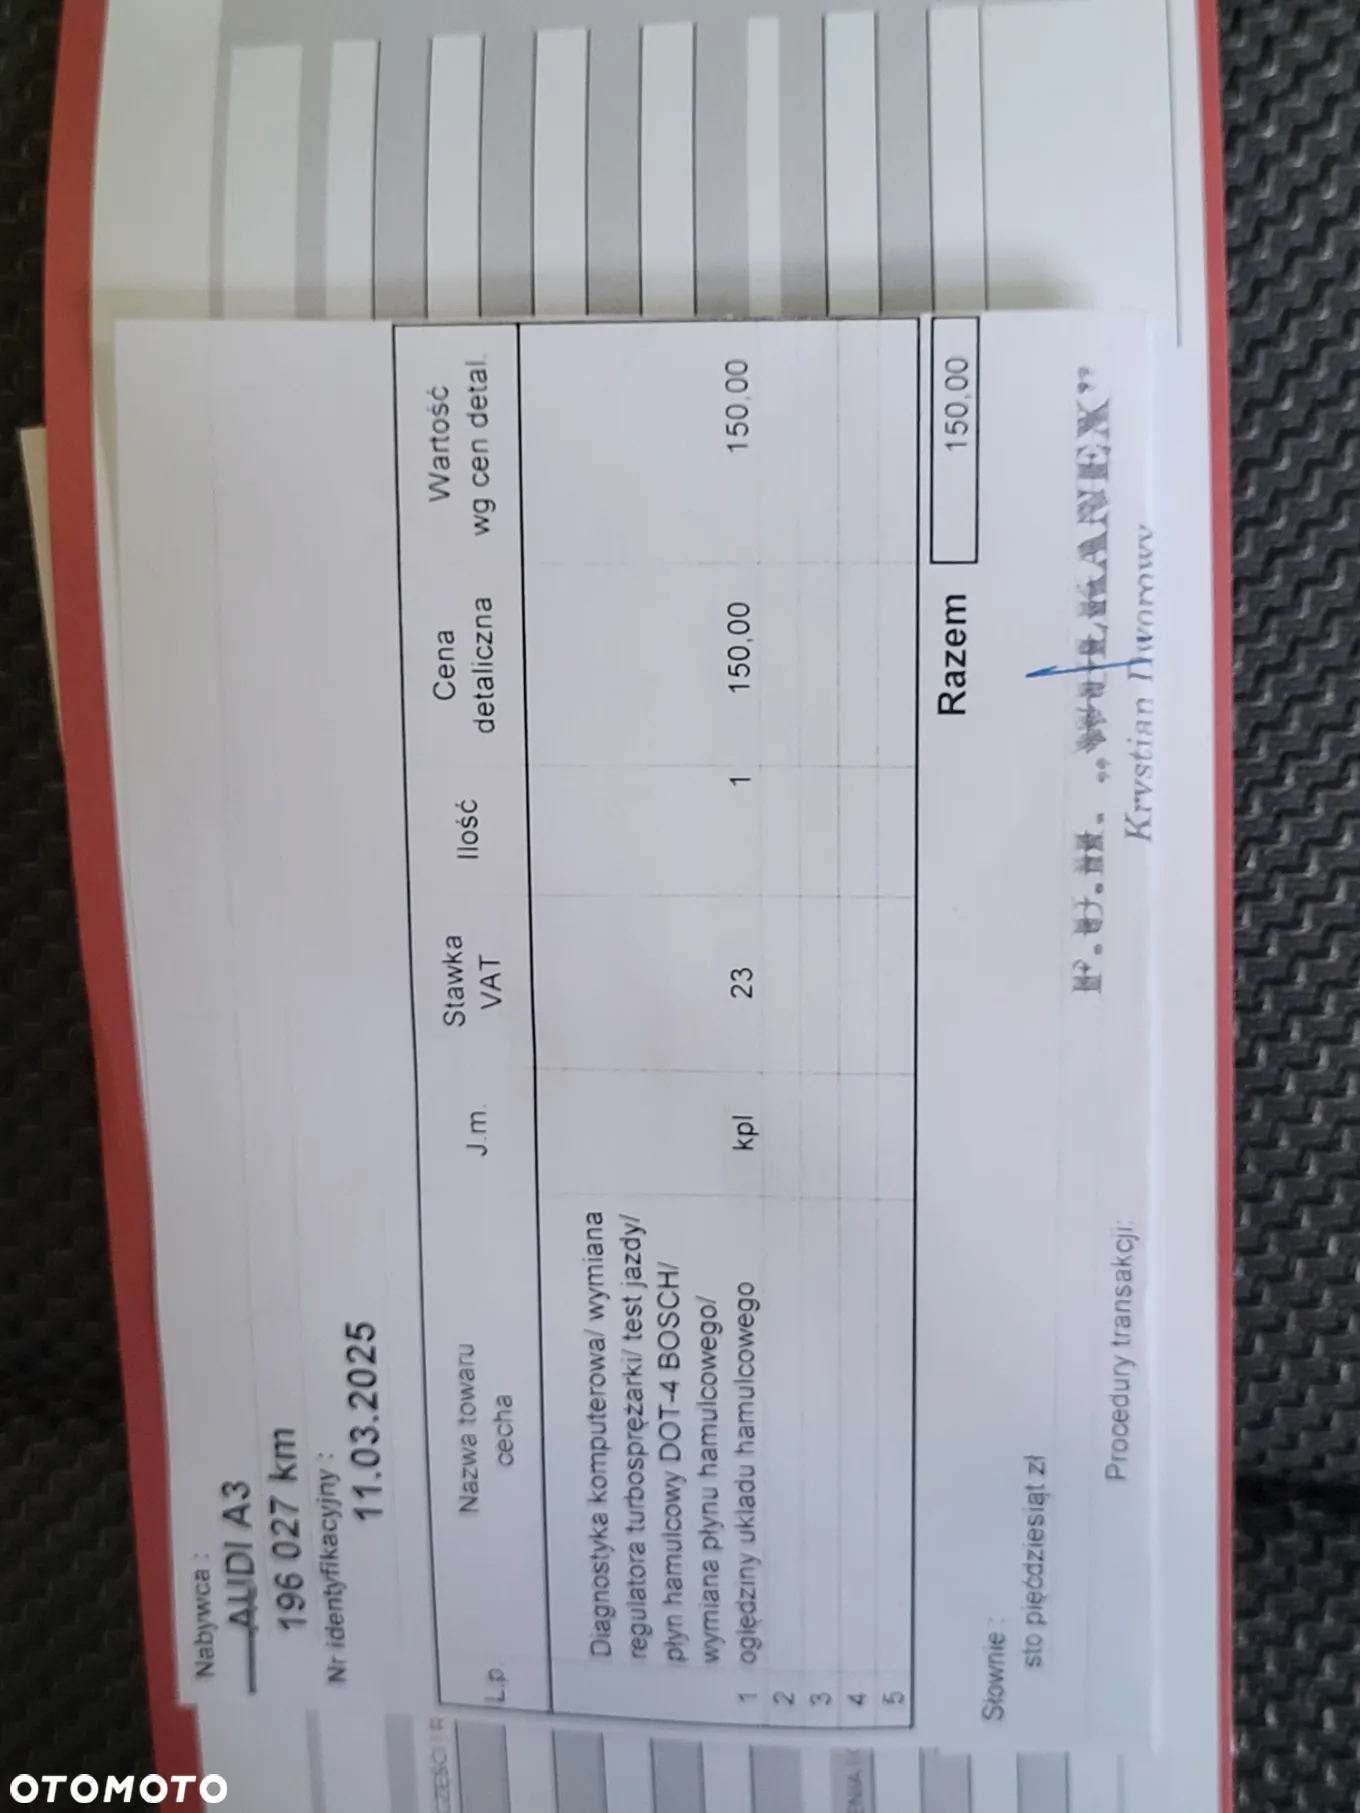 Nabywca :
AUDI A3
196 027 km
Nr identyfikacyjny :
11.03.2025
L.p. Nazwa towaru cecha J.m. Stawka VAT Ilość Cena detaliczna Wartość wg cen detal.
Diagnostyka komputerowa/ wymiana
regulatora turbosprężarki/ test jazdy/
płyn hamulcowy DOT-4 BOSCH/
wymiana płynu hamulcowego/
1 oględziny układu hamulcowego kpl 23 1 150,00 150,00
2
3
4
5
Razem 150,00
Słownie :
sto pięćdziesiąt zł
Procedury transakcji:
Krystian Dworowy
OTOMOTO